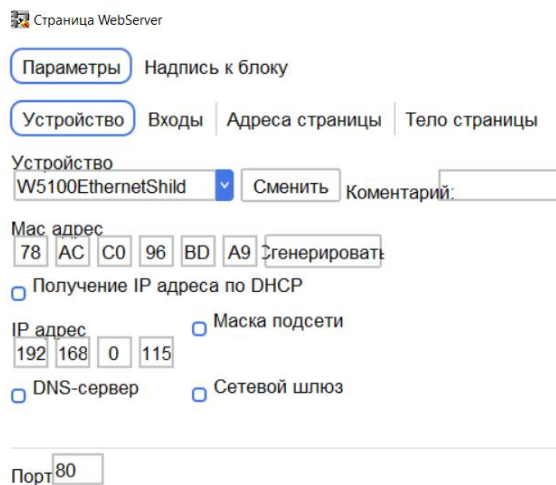 Страница WebServer
Параметры Надпись к блоку
Устройство Входы Адреса страницы Тело страницы
Устройство
W5100EthernetShild Сменить Коментарий:
Мас адрес
78 AC C0 96 BD A9 Сгенерировать
Получение IP адреса по DHCP
IP адрес Маска подсети
192 168 0 115
DNS-сервер Сетевой шлюз
Порт 80